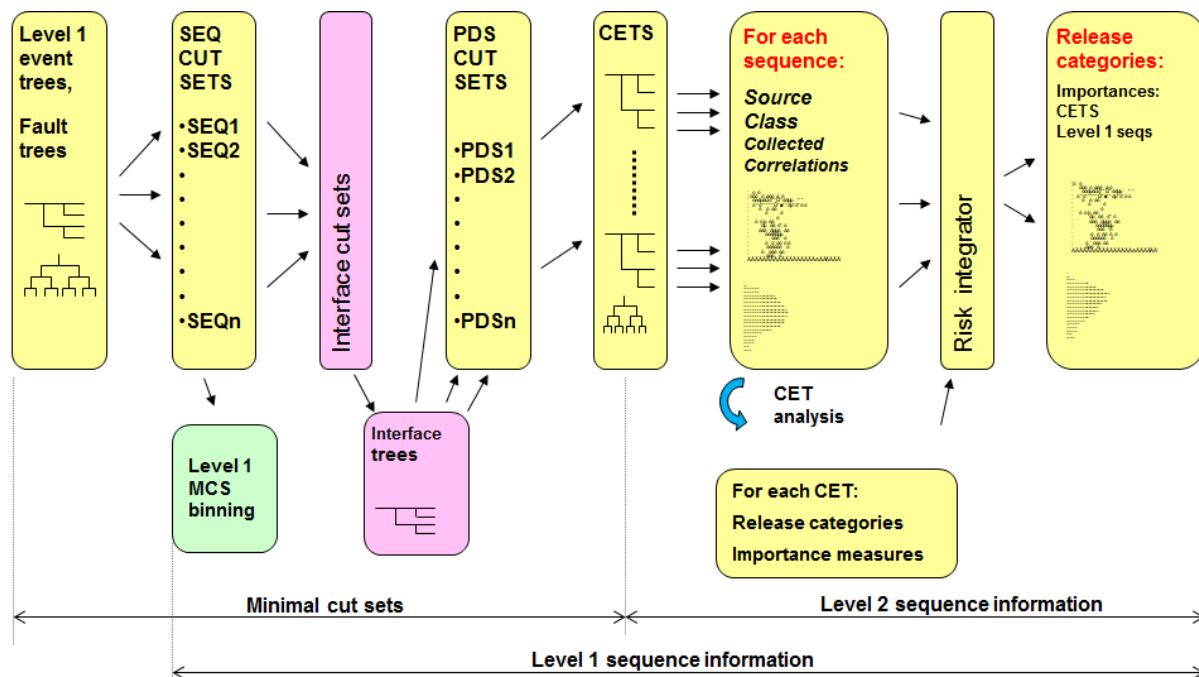 Level 1
event
trees,
Fault
trees
SEQ
CUT
SETS
•SEQ1
•SEQ2
•
•
•
•
•
•
•SEQn
Interface cut sets
PDS
CUT
SETS
•PDS1
•PDS2
•
•
•
•
•
•
•PDSn
CETS
For each
sequence:
Source
Class
Collected
Correlations
Risk integrator
Release
categories:
Importances:
CETS
Level 1 seqs
Level 1
MCS
binning
Interface
trees
CET
analysis
For each CET:
Release categories
Importance measures
Minimal cut sets
Level 2 sequence information
Level 1 sequence information